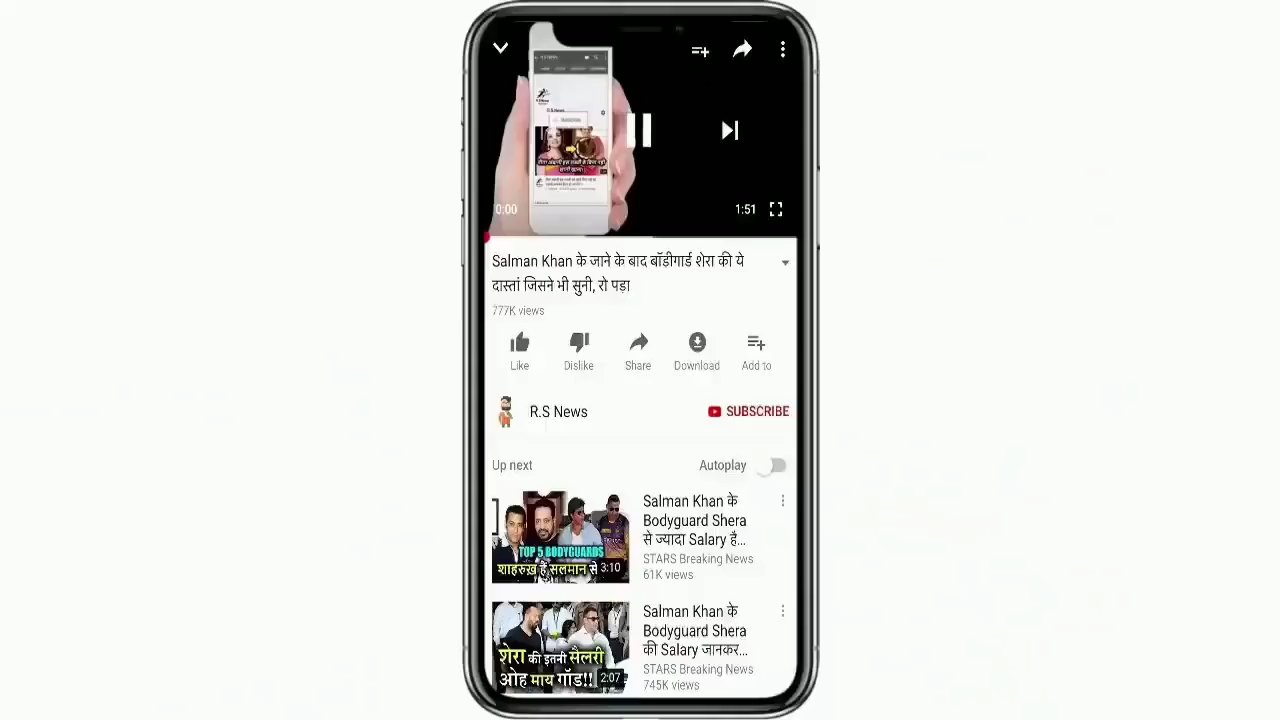 0:00
1:51
Salman Khan के जाने के बाद बॉडीगार्ड शेरा की ये
दास्तां जिसने भी सुनी, रो पड़ा
777K views
Like
Dislike
Share
Download
Add to
R.S News
SUBSCRIBE
Up next
Autoplay
TOP 5 BODYGUARDS
शाहरुख़ हैं सलमान से
3:10
Salman Khan के
Bodyguard Shera
से ज्यादा Salary है...
STARS Breaking News
61K views
शेरा की इतनी सैलरी
ओह माय गॉड!!
2:07
Salman Khan के
Bodyguard Shera
की Salary जानकर...
STARS Breaking News
745K views